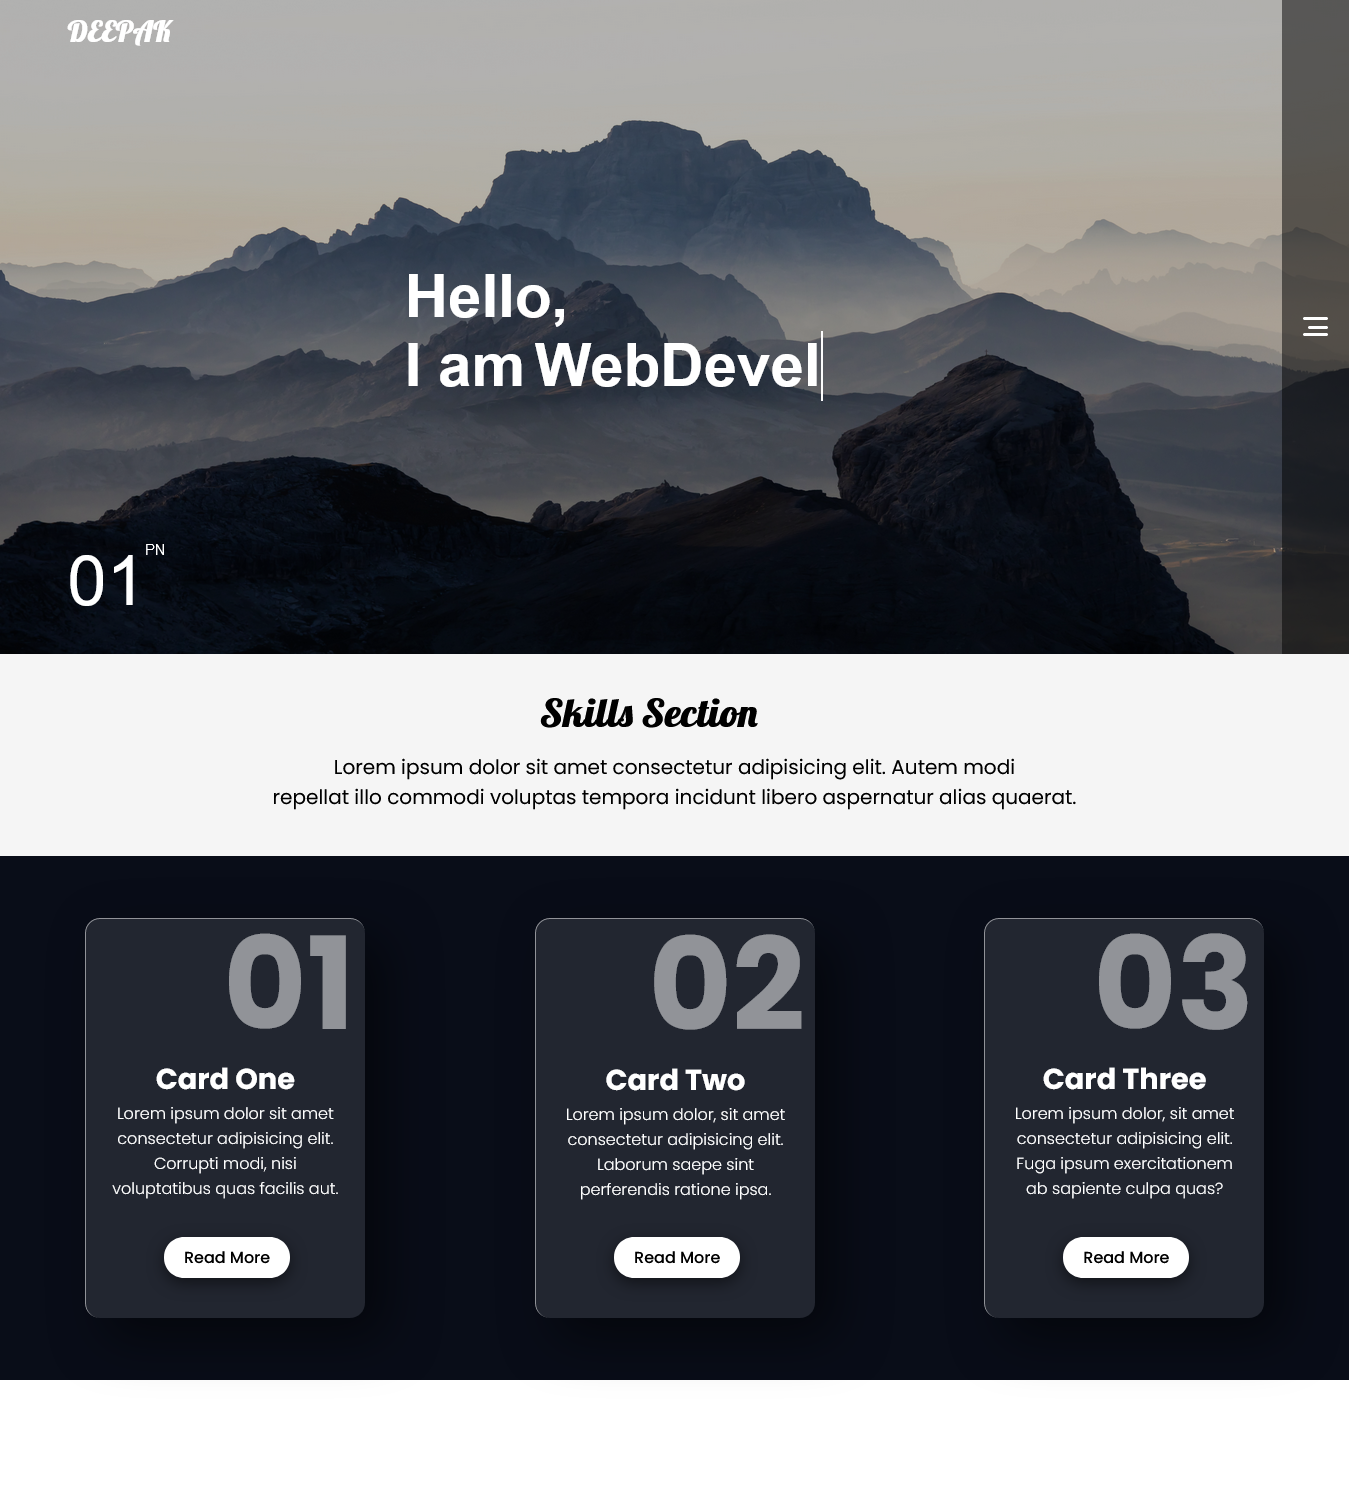 DEEPAK
Hello,
I am WebDevel
01 PN
Skills Section
Lorem ipsum dolor sit amet consectetur adipisicing elit. Autem modi
repellat illo commodi voluptas tempora incidunt libero aspernatur alias quaerat.
01
Card One
Lorem ipsum dolor sit amet
consectetur adipisicing elit.
Corrupti modi, nisi
voluptatibus quas facilis aut.
Read More
02
Card Two
Lorem ipsum dolor, sit amet
consectetur adipisicing elit.
Laborum saepe sint
perferendis ratione ipsa.
Read More
03
Card Three
Lorem ipsum dolor, sit amet
consectetur adipisicing elit.
Fuga ipsum exercitationem
ab sapiente culpa quas?
Read More